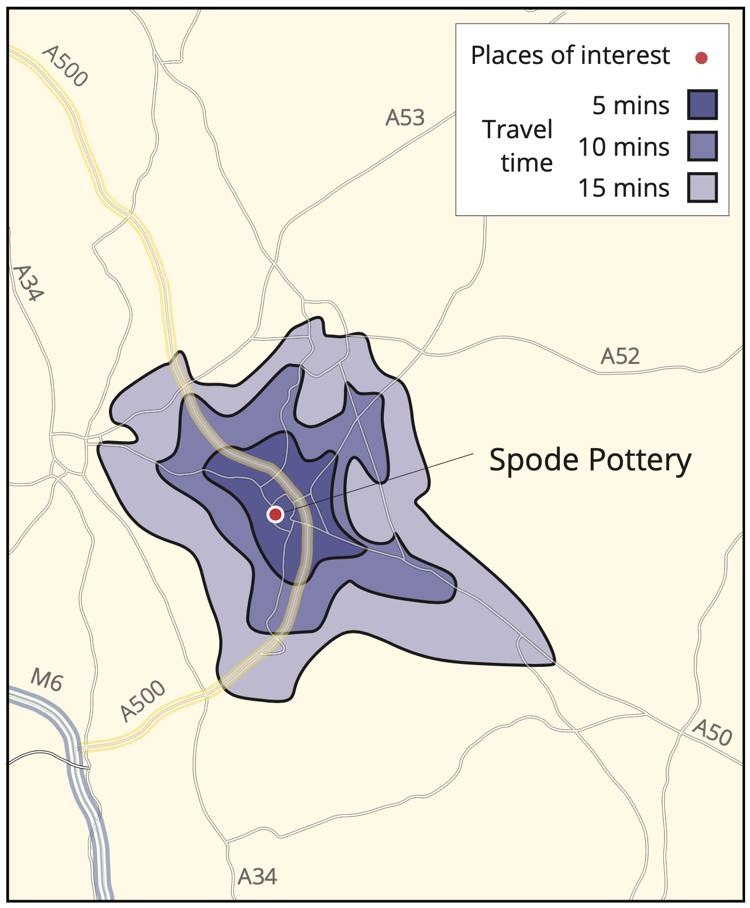 Places of interest
5 mins
Travel
time
10 mins
15 mins
A500
A53
A34
A52
Spode Pottery
M6
A500
A50
A34